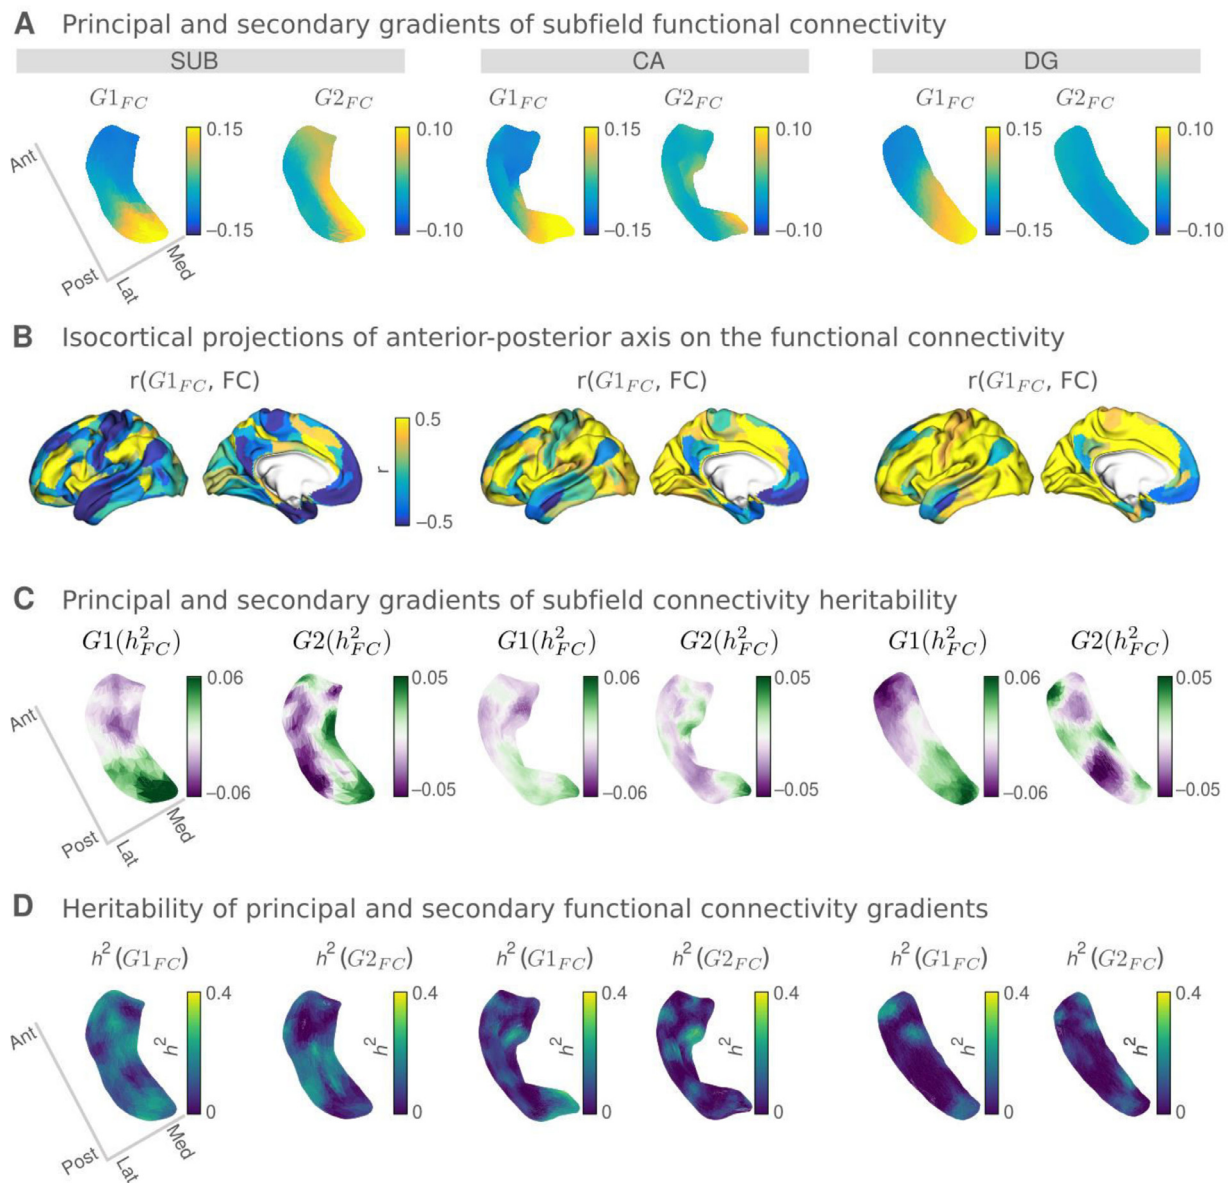 A Principal and secondary gradients of subfield functional connectivity
SUB CA DG
G1FC G2FC G1FC G2FC G1FC G2FC
0.15 0.10 0.15 0.10 0.15 0.10
Ant
–0.15 –0.10 –0.15 –0.10 –0.15 –0.10
Post Lat Med
B Isocortical projections of anterior-posterior axis on the functional connectivity
r(G1FC, FC) r(G1FC, FC) r(G1FC, FC)
0.5
r
–0.5
C Principal and secondary gradients of subfield connectivity heritability
G1(h²FC) G2(h²FC) G1(h²FC) G2(h²FC) G1(h²FC) G2(h²FC)
0.06 0.05 0.06 0.05 0.06 0.05
Ant
–0.06 –0.05 –0.06 –0.05 –0.06 –0.05
Post Lat Med
D Heritability of principal and secondary functional connectivity gradients
h² (G1FC) h² (G2FC) h² (G1FC) h² (G2FC) h² (G1FC) h² (G2FC)
0.4 0.4 0.4 0.4 0.4 0.4
Ant
h² h² h² h² h² h²
0 0 0 0 0 0
Post Lat Med